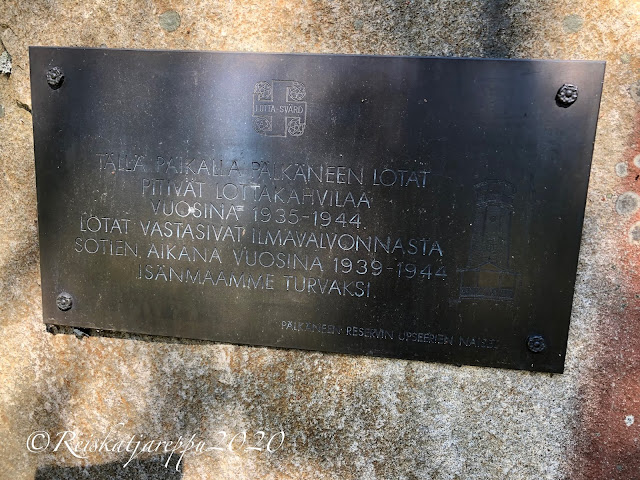 LOTTA SVÄRD
TÄLLÄ PAIKALLA PÄLKÄNEEN LOTAT
PITIVÄT LOTTAKAHVILAA
VUOSINA 1935-1944.
LOTAT VASTASIVAT ILMAVALVONNASTA
SOTIEN AIKANA VUOSINA 1939-1944
ISÄNMAAMME TURVAKSI.
PÄLKÄNEEN RESERVIN UPSEERIEN NAISET
©Reiskatjareppu2020